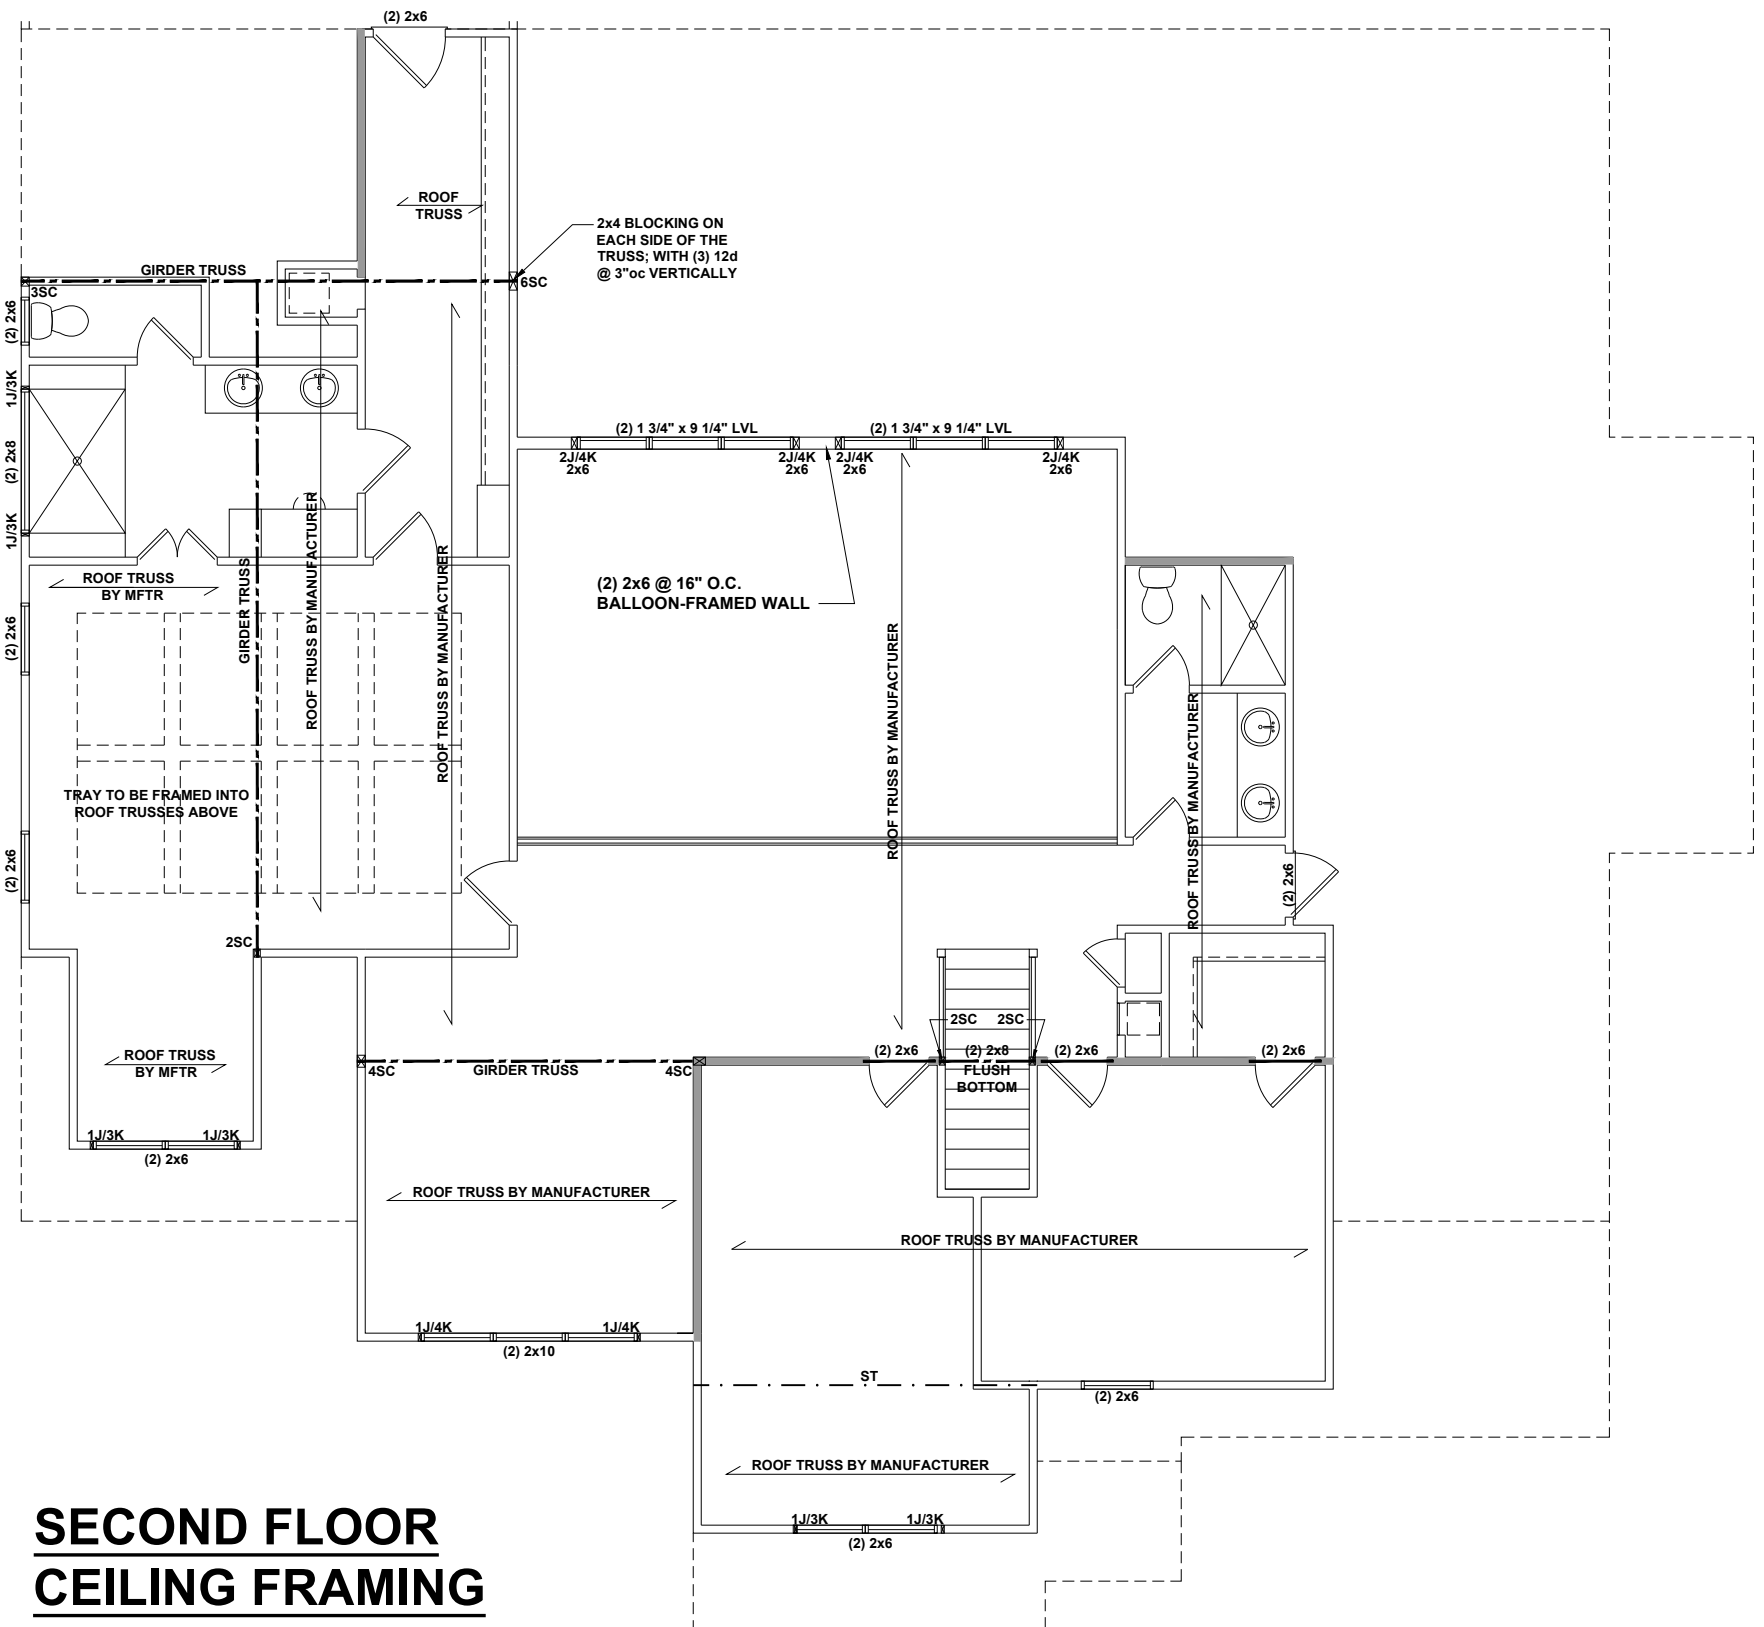 (2) 2x6
ROOF
TRUSS
2x4 BLOCKING ON
EACH SIDE OF THE
TRUSS; WITH (3) 12d
@ 3"oc VERTICALLY
GIRDER TRUSS
3SC
6SC
(2) 2x6
1J/3K
(2) 2x8
1J/3K
(2) 1 3/4" x 9 1/4" LVL
(2) 1 3/4" x 9 1/4" LVL
2J/4K
2x6
2J/4K
2x6
2J/4K
2x6
2J/4K
2x6
ROOF TRUSS
BY MFTR
GIRDER TRUSS
ROOF TRUSS BY MANUFACTURER
ROOF TRUSS BY MANUFACTURER
(2) 2x6 @ 16" O.C.
BALLOON-FRAMED WALL
ROOF TRUSS BY MANUFACTURER
ROOF TRUSS BY MANUFACTURER
(2) 2x6
TRAY TO BE FRAMED INTO
ROOF TRUSSES ABOVE
(2) 2x6
(2) 2x6
2SC
2SC
2SC
ROOF TRUSS
BY MFTR
4SC
GIRDER TRUSS
4SC
(2) 2x6
(2) 2x8
FLUSH
BOTTOM
(2) 2x6
(2) 2x6
1J/3K
1J/3K
(2) 2x6
ROOF TRUSS BY MANUFACTURER
ROOF TRUSS BY MANUFACTURER
1J/4K
1J/4K
(2) 2x10
ST
(2) 2x6
ROOF TRUSS BY MANUFACTURER
1J/3K
1J/3K
(2) 2x6
SECOND FLOOR
CEILING FRAMING